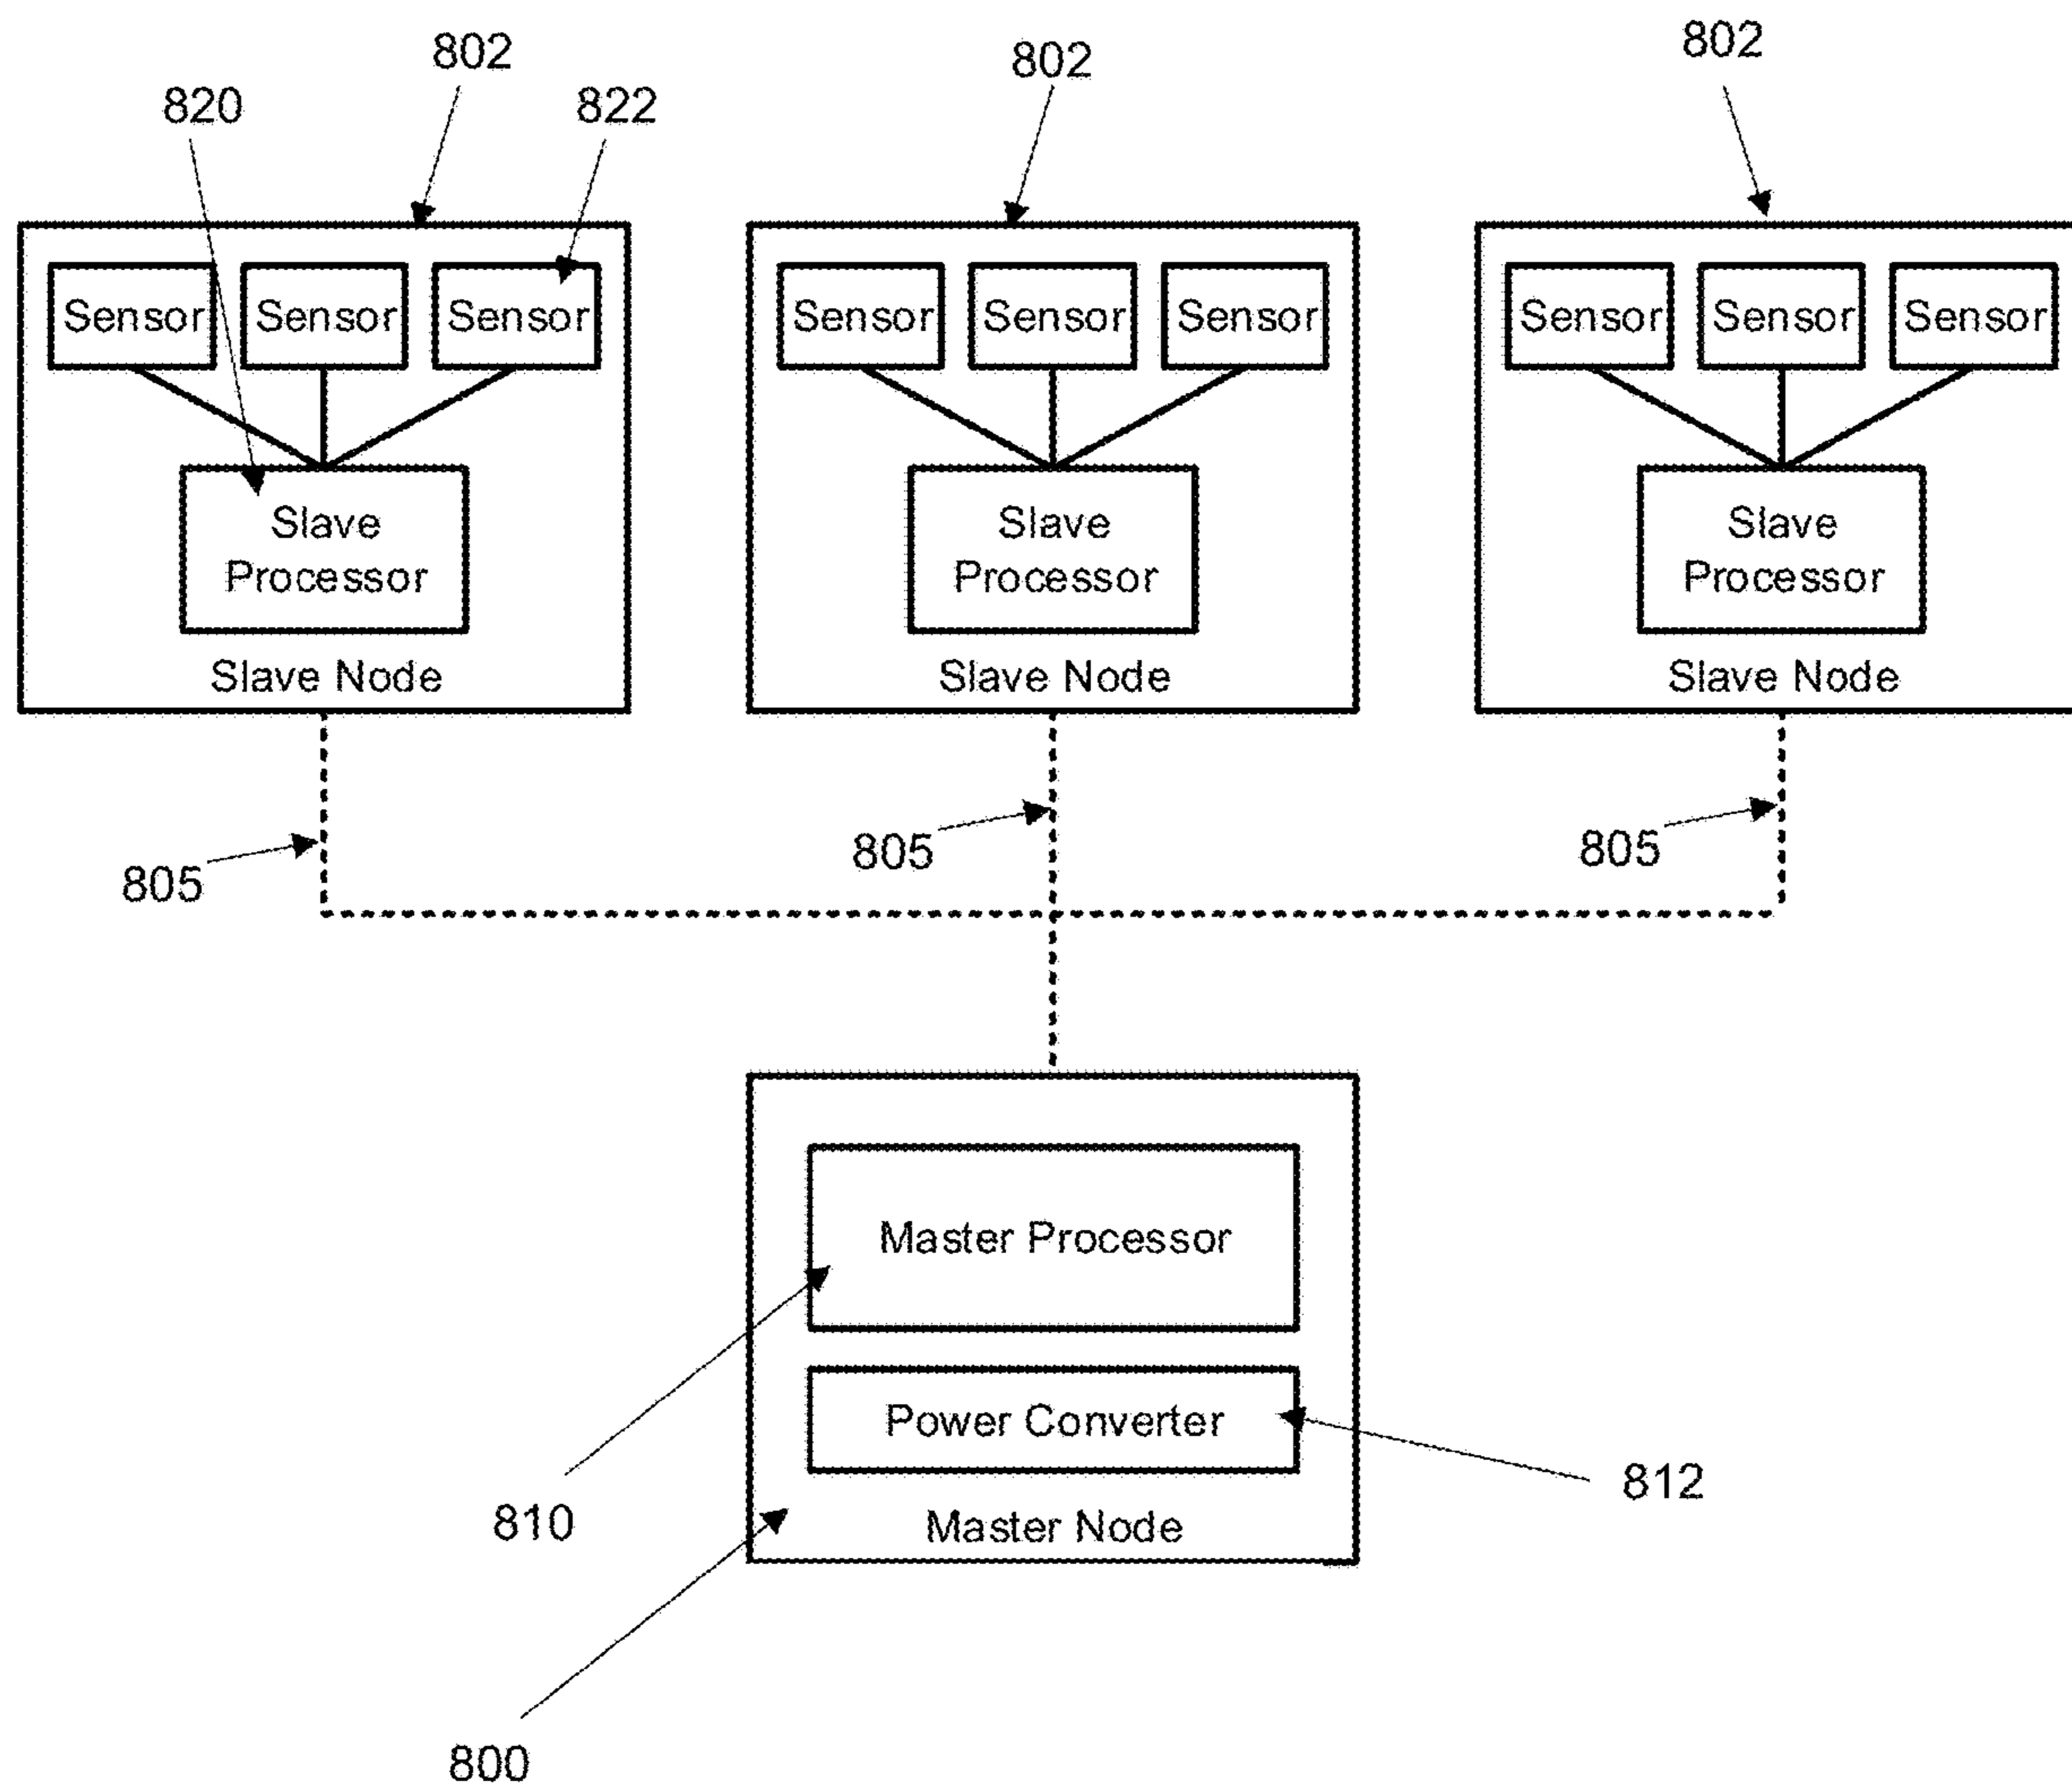 802
802
802
820
822
Sensor Sensor Sensor
Sensor Sensor Sensor
Sensor Sensor Sensor
Slave
Processor
Slave
Processor
Slave
Processor
Slave Node
Slave Node
Slave Node
805
805
805
Master Processor
Power Converter
812
810
Master Node
800